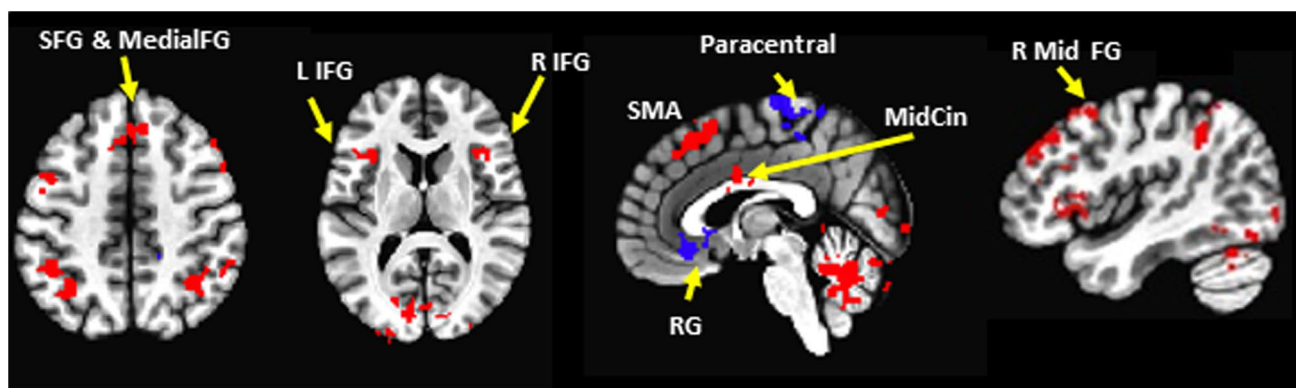 SFG & MedialFG
L IFG
R IFG
Paracentral
SMA
MidCin
RG
R Mid FG